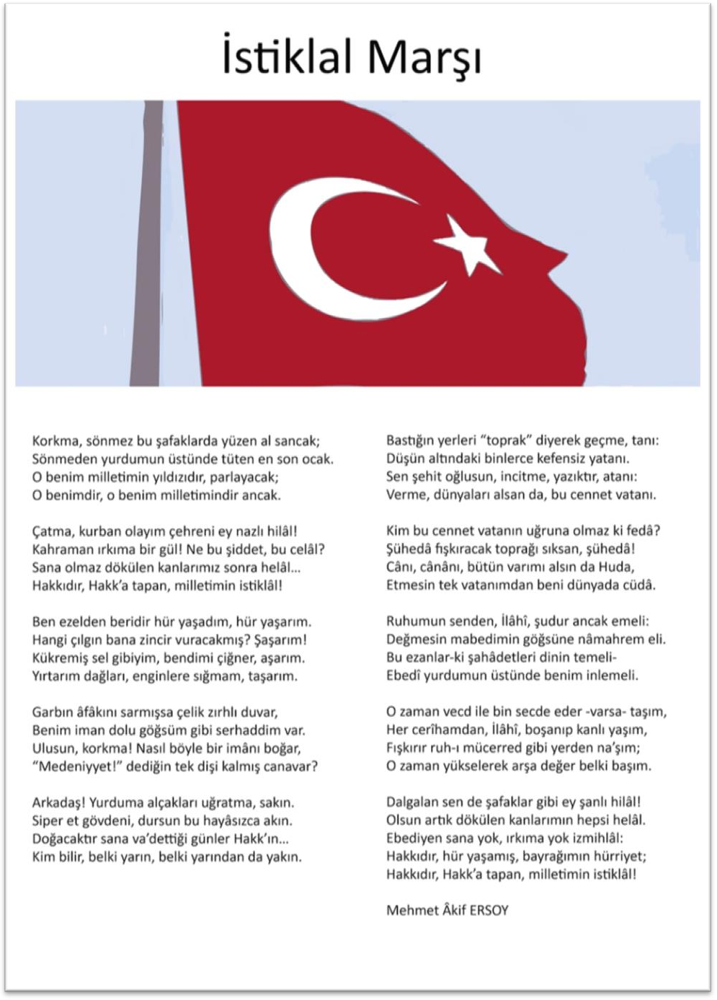 İstiklal Marşı
Korkma, sönmez bu şafaklarda yüzen al sancak;
Sönmeden yurdumun üstünde tüten en son ocak.
O benim milletimin yıldızıdır, parlayacak;
O benimdir, o benim milletimindir ancak.
Çatma, kurban olayım çehreni ey nazlı hilâl!
Kahraman ırkıma bir gül! Ne bu şiddet, bu celâl?
Sana olmaz dökülen kanlarımız sonra helâl...
Hakkıdır, Hakk’a tapan, milletimin istiklâl!
Ben ezelden beridir hür yaşadım, hür yaşarım.
Hangi çılgın bana zincir vuracakmış? Şaşarım!
Kükremiş sel gibiyim, bendimi çiğner, aşarım.
Yırtarım dağları, enginlere sığmam, taşarım.
Garbın âfâkını sarmışsa çelik zırhlı duvar,
Benim iman dolu göğsüm gibi serhaddim var.
Ulusun, korkma! Nasıl böyle bir imânı boğar,
“Medeniyyet!” dediğin tek dişi kalmış canavar?
Arkadaş! Yurduma alçakları uğratma, sakın.
Siper et gövdeni, dursun bu hayâsızca akın.
Doğacaktır sana va’dettiği günler Hakk’ın...
Kim bilir, belki yarın, belki yarından da yakın.
Bastığın yerleri “toprak” diyerek geçme, tanı:
Düşün altındaki binlerce kefensiz yatanı.
Sen şehit oğlusun, incitme, yazıktır, atanı:
Verme, dünyaları alsan da, bu cennet vatanı.
Kim bu cennet vatanın uğruna olmaz ki fedâ?
Şühedâ fışkıracak toprağı sıksan, şühedâ!
Cânı, cânânı, bütün varımı alsın da Huda,
Etmesin tek vatanımdan beni dünyada cüdâ.
Ruhumun senden, İlâhî, şudur ancak emeli:
Değmesin mabedimin göğsüne nâmahrem eli.
Bu ezanlar-ki şahâdetleri dinin temeli-
Ebedî yurdumun üstünde benim inlemeli.
O zaman vecd ile bin secde eder -varsa- taşım,
Her cerîhamdan, İlâhî, boşanıp kanlı yaşım,
Fışkırır ruh-ı mücerred gibi yerden na’şım;
O zaman yükselerek arşa değer belki başım.
Dalgalan sen de şafaklar gibi ey şanlı hilâl!
Olsun artık dökülen kanlarımın hepsi helâl.
Ebediyen sana yok, ırkıma yok izmihlâl:
Hakkıdır, hür yaşamış, bayrağımın hürriyet;
Hakkıdır, Hakk’a tapan, milletimin istiklâl!
Mehmet Âkif ERSOY